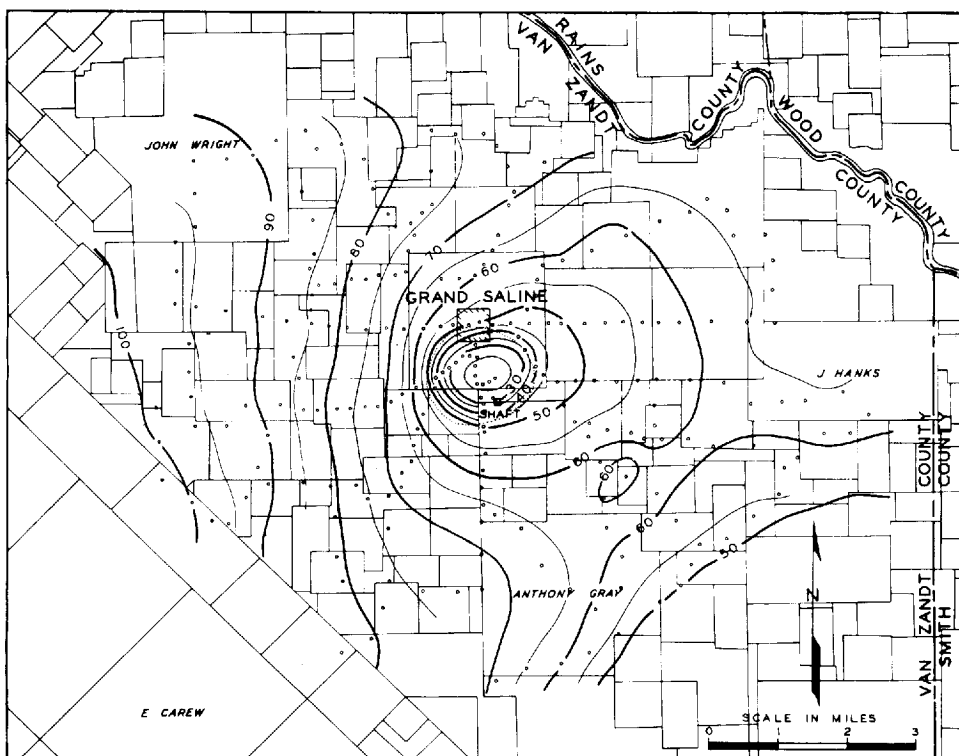 RAINS COUNTY
VAN ZANDT COUNTY
WOOD COUNTY
JOHN WRIGHT
90
80
70
60
100
GRAND SALINE
30
40
50
SHAFT
J HANKS
60
60
60
50
COUNTY
COUNTY
ANTHONY GRAY
N
VAN ZANDT
SMITH
E CAREW
SCALE IN MILES
0 1 2 3